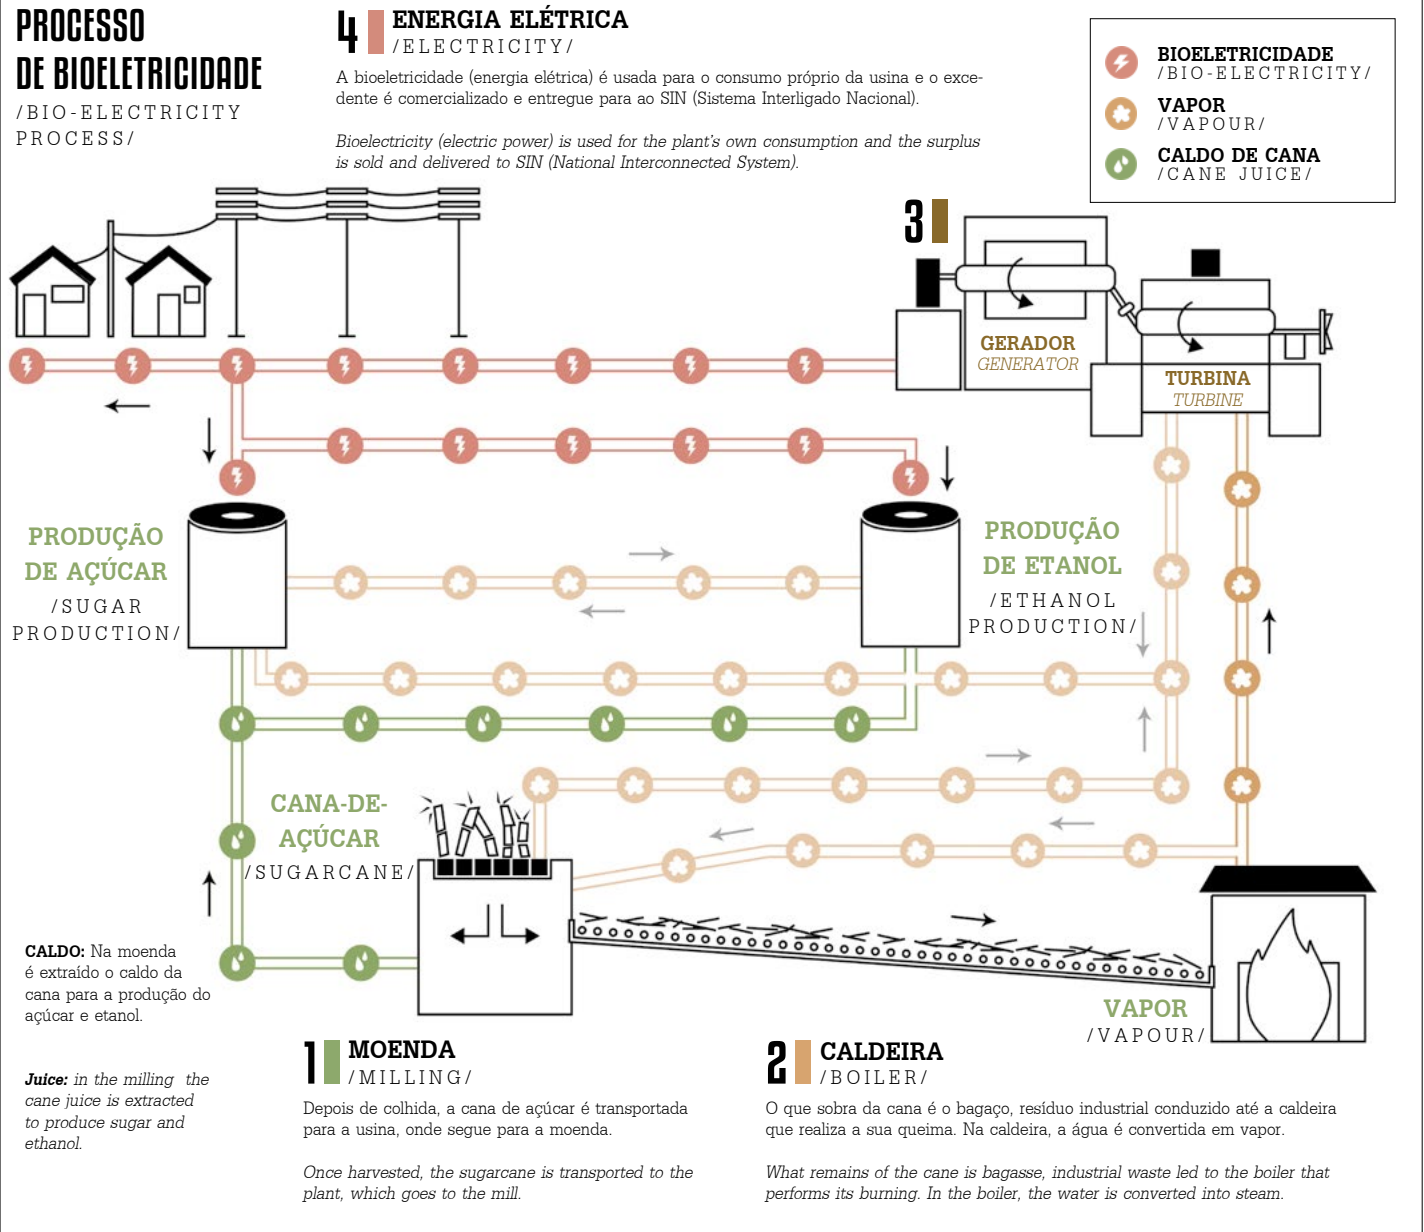 PROCESSO
DE BIOELETRICIDADE
/BIO-ELECTRICITY
PROCESS/
4 ENERGIA ELÉTRICA
/ELECTRICITY/
A bioeletricidade (energia elétrica) é usada para o consumo próprio da usina e o exce-
dente é comercializado e entregue para ao SIN (Sistema Interligado Nacional).
Bioelectricity (electric power) is used for the plant's own consumption and the surplus
is sold and delivered to SIN (National Interconnected System).
BIOELETRICIDADE
/BIO-ELECTRICITY/
VAPOR
/VAPOUR/
CALDO DE CANA
/CANE JUICE/
3
GERADOR
GENERATOR
TURBINA
TURBINE
PRODUÇÃO
DE AÇÚCAR
/SUGAR
PRODUCTION/
PRODUÇÃO
DE ETANOL
/ETHANOL
PRODUCTION/
CANA-DE-
AÇÚCAR
/SUGARCANE/
CALDO: Na moenda
é extraído o caldo da
cana para a produção do
açúcar e etanol.
Juice: in the milling the
cane juice is extracted
to produce sugar and
ethanol.
VAPOR
/VAPOUR/
1 MOENDA
/MILLING/
Depois de colhida, a cana de açúcar é transportada
para a usina, onde segue para a moenda.
Once harvested, the sugarcane is transported to the
plant, which goes to the mill.
2 CALDEIRA
/BOILER/
O que sobra da cana é o bagaço, resíduo industrial conduzido até a caldeira
que realiza a sua queima. Na caldeira, a água é convertida em vapor.
What remains of the cane is bagasse, industrial waste led to the boiler that
performs its burning. In the boiler, the water is converted into steam.